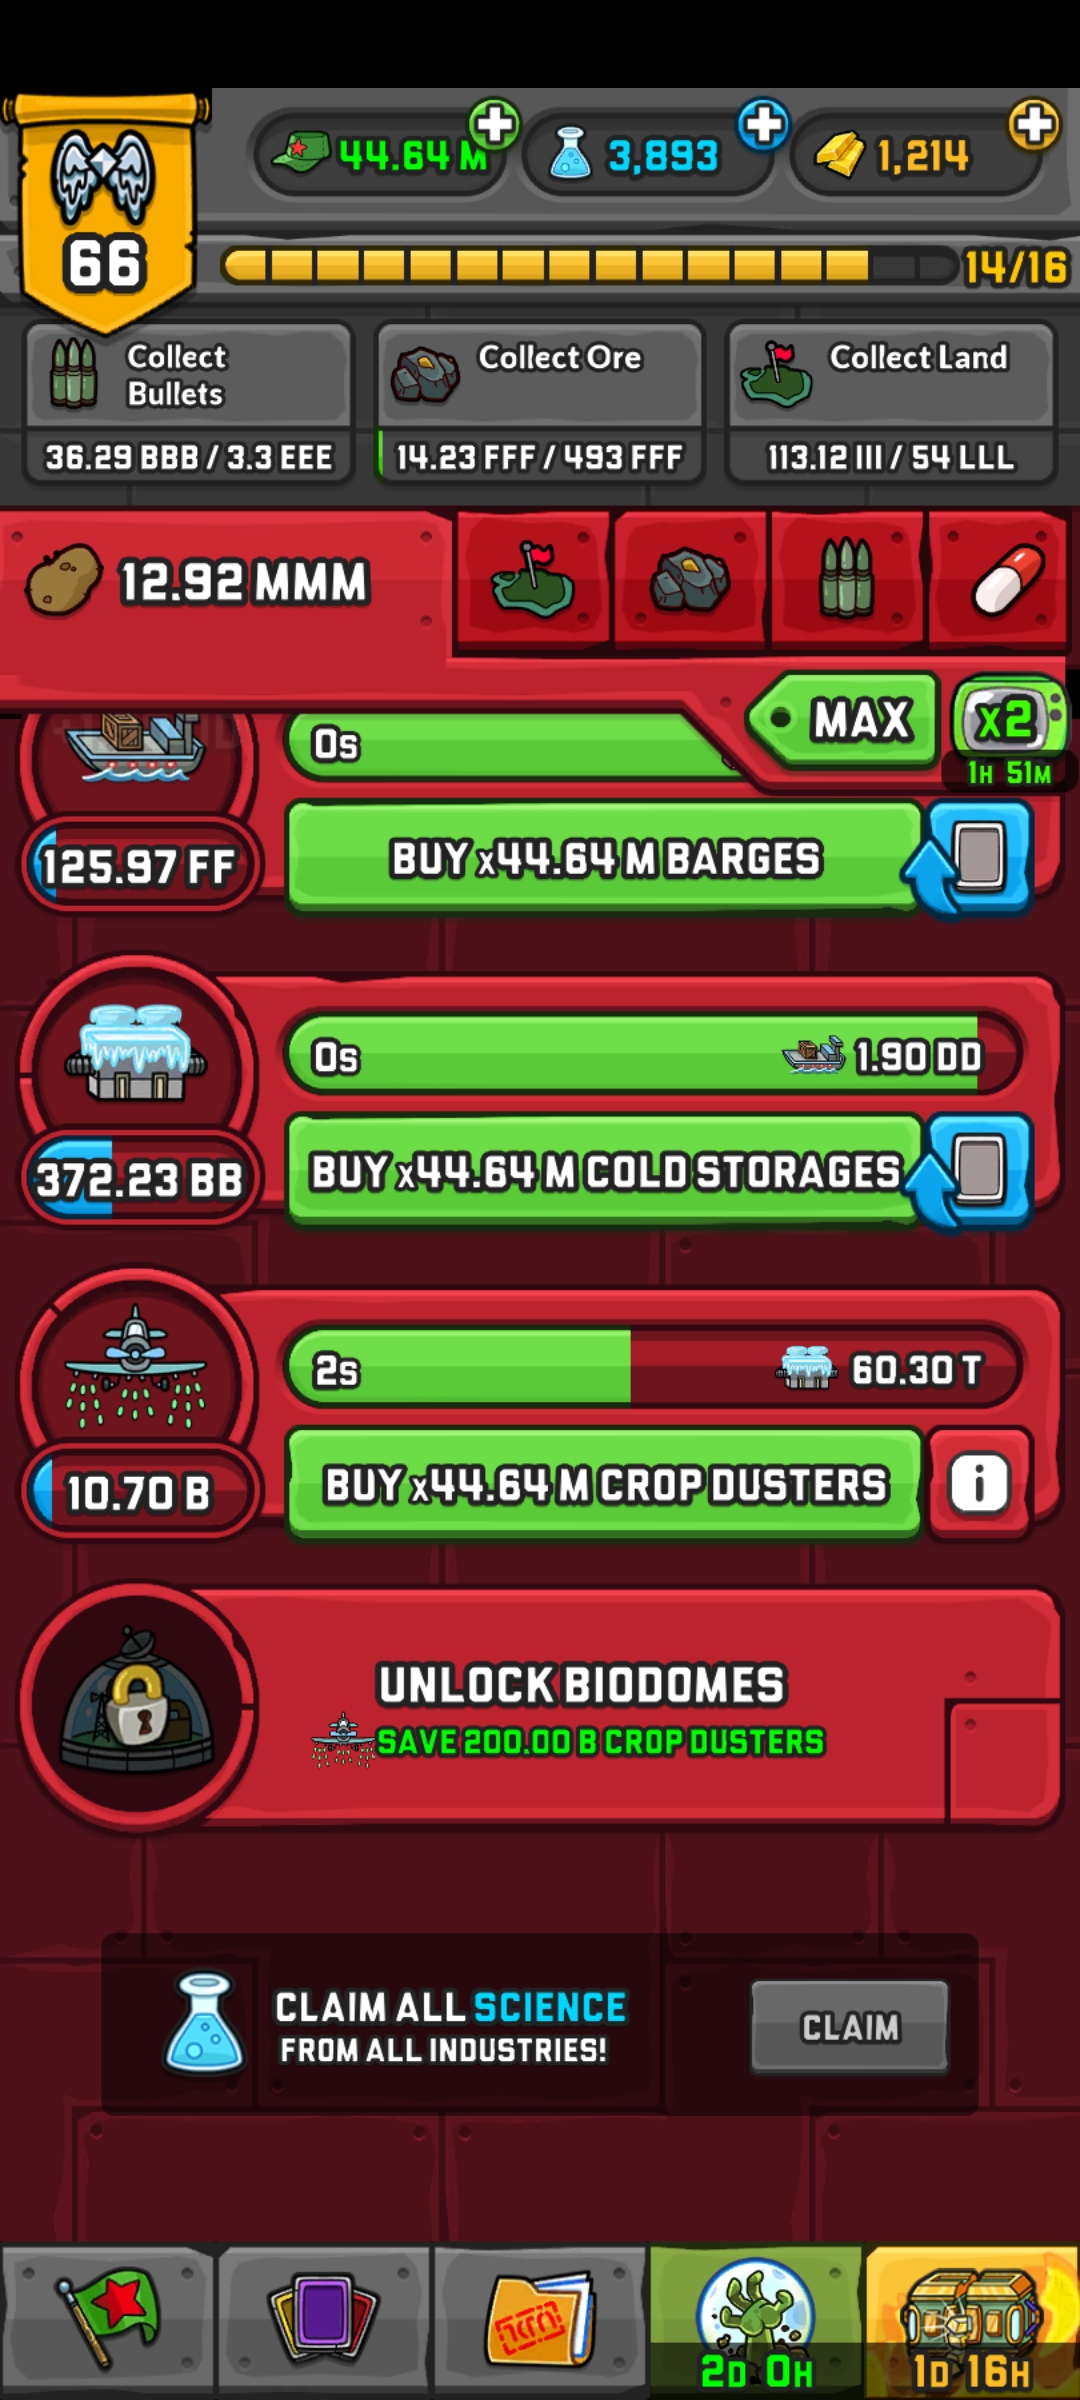 44.64 M
3,893
1,214
66
14/16
Collect
Bullets
Collect Ore
Collect Land
36.29 BBB / 3.3 EEE
14.23 FFF / 493 FFF
113.12 III / 54 LLL
12.92 MMM
MAX
x2
1H 51M
0s
125.97 FF
BUY x44.64 M BARGES
0s
1.90 DD
372.23 BB
BUY x44.64 M COLD STORAGES
2s
60.30 T
10.70 B
BUY x44.64 M CROP DUSTERS
i
UNLOCK BIODOMES
SAVE 200.00 B CROP DUSTERS
CLAIM ALL SCIENCE
FROM ALL INDUSTRIES!
CLAIM
2D 0H
1D 16H